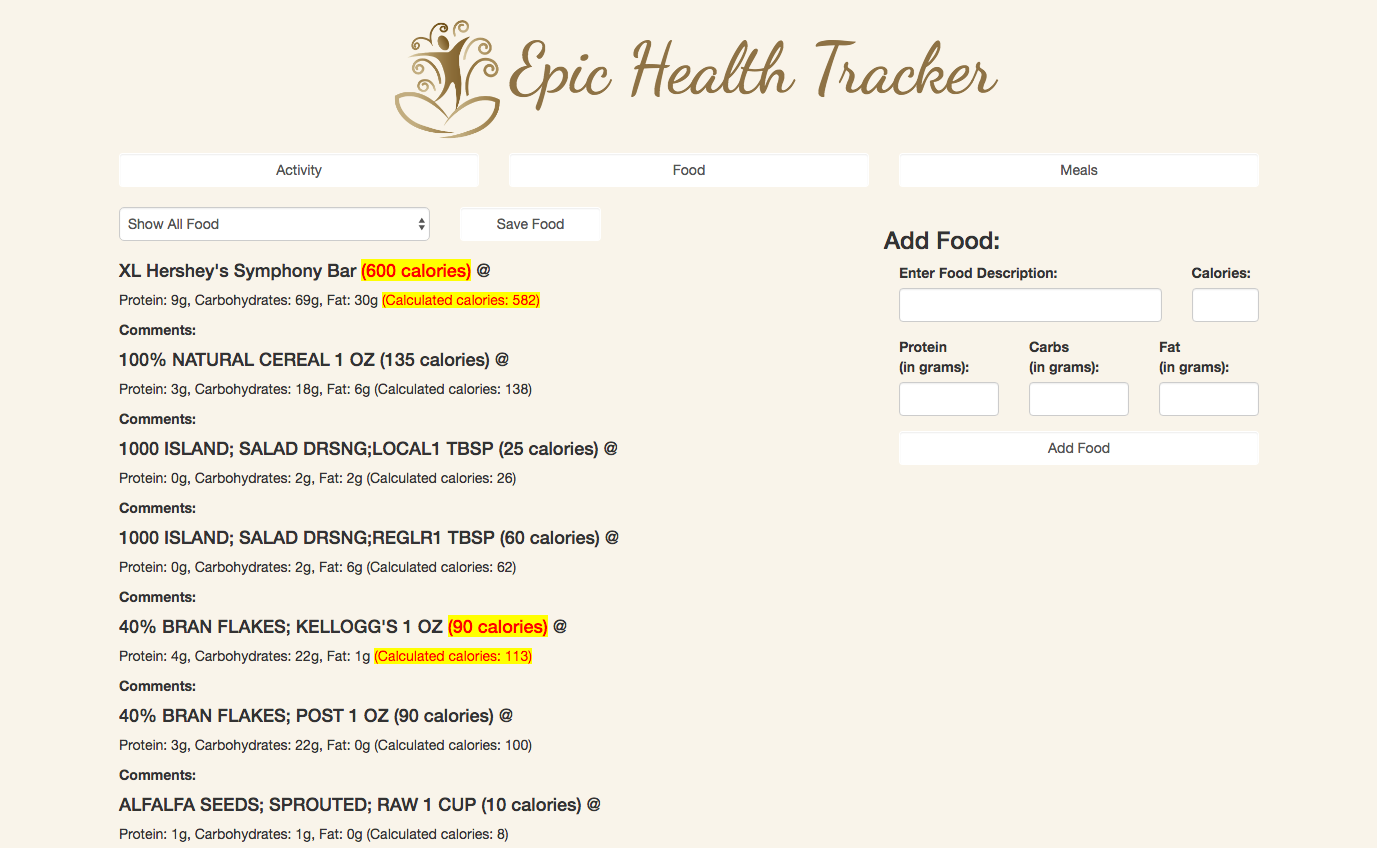 Epic Health Tracker
Activity
Food
Meals
Show All Food
Save Food
XL Hershey's Symphony Bar (600 calories) @
Protein: 9g, Carbohydrates: 69g, Fat: 30g (Calculated calories: 582)
Comments:
100% NATURAL CEREAL 1 OZ (135 calories) @
Protein: 3g, Carbohydrates: 18g, Fat: 6g (Calculated calories: 138)
Comments:
1000 ISLAND; SALAD DRSNG;LOCAL1 TBSP (25 calories) @
Protein: 0g, Carbohydrates: 2g, Fat: 2g (Calculated calories: 26)
Comments:
1000 ISLAND; SALAD DRSNG;REGLR1 TBSP (60 calories) @
Protein: 0g, Carbohydrates: 2g, Fat: 6g (Calculated calories: 62)
Comments:
40% BRAN FLAKES; KELLOGG'S 1 OZ (90 calories) @
Protein: 4g, Carbohydrates: 22g, Fat: 1g (Calculated calories: 113)
Comments:
40% BRAN FLAKES; POST 1 OZ (90 calories) @
Protein: 3g, Carbohydrates: 22g, Fat: 0g (Calculated calories: 100)
Comments:
ALFALFA SEEDS; SPROUTED; RAW 1 CUP (10 calories) @
Protein: 1g, Carbohydrates: 1g, Fat: 0g (Calculated calories: 8)
Add Food:
Enter Food Description:
Calories:
Protein
(in grams):
Carbs
(in grams):
Fat
(in grams):
Add Food